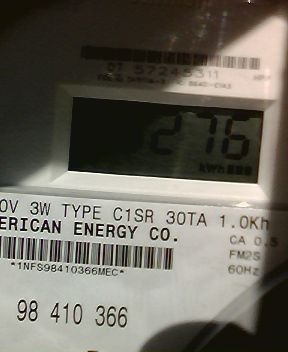 276
kWh
OV 3W TYPE C1SR 30TA 1.0Kh
ERICAN ENERGY CO.
CA 0.5
*1NFS98410366MEC*
FM2S
60Hz
98 410 366